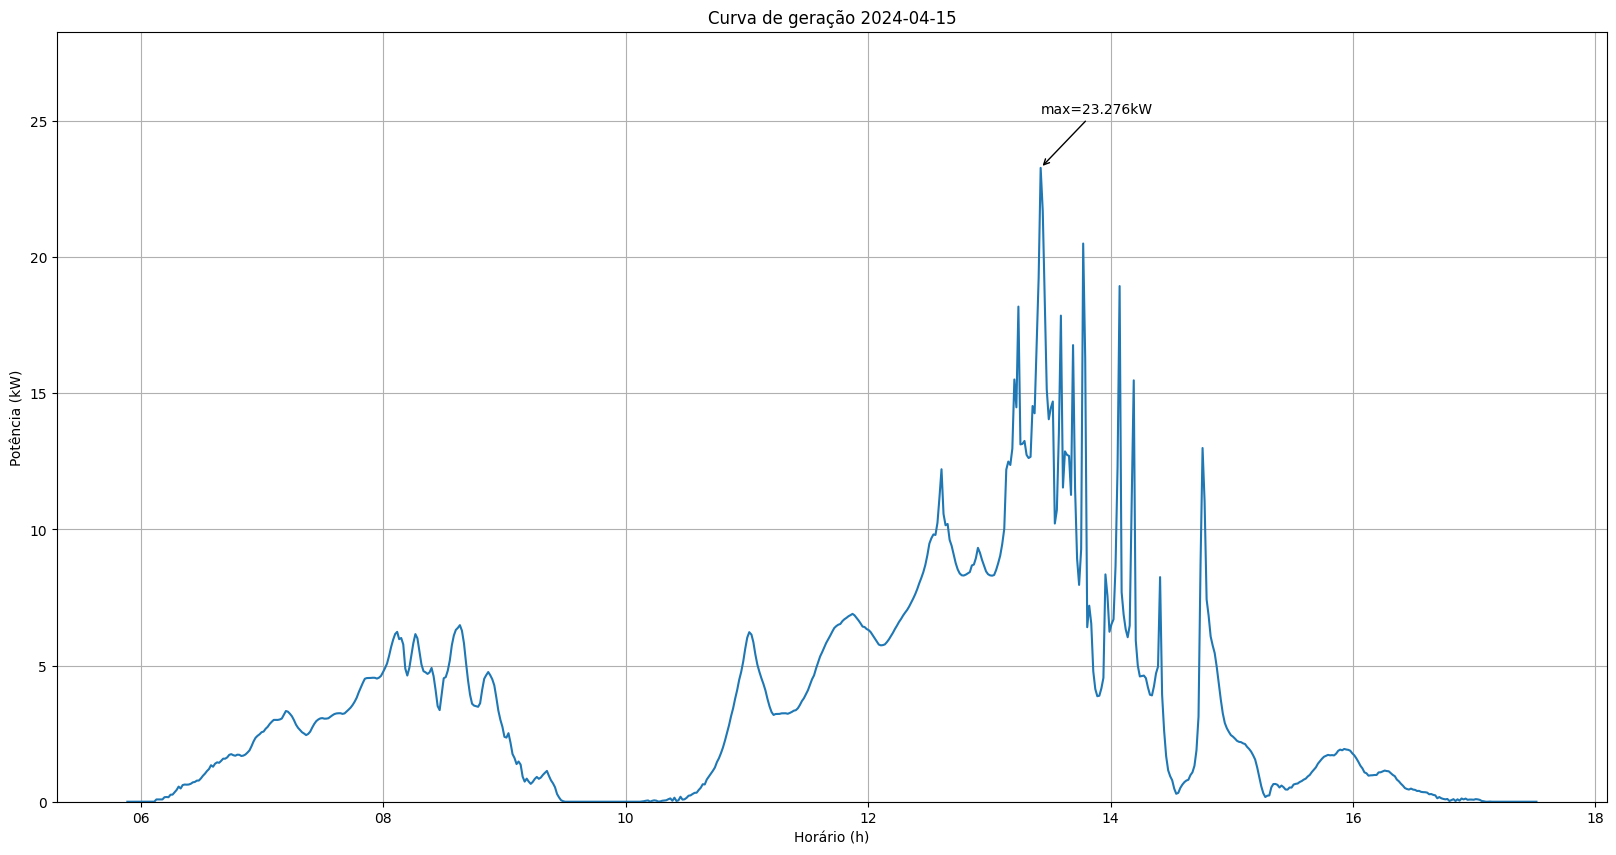 Curva de geração 2024-04-15
max=23.276kW
25
20
15
10
5
0
Potência (kW)
06 08 10 12 14 16 18
Horário (h)